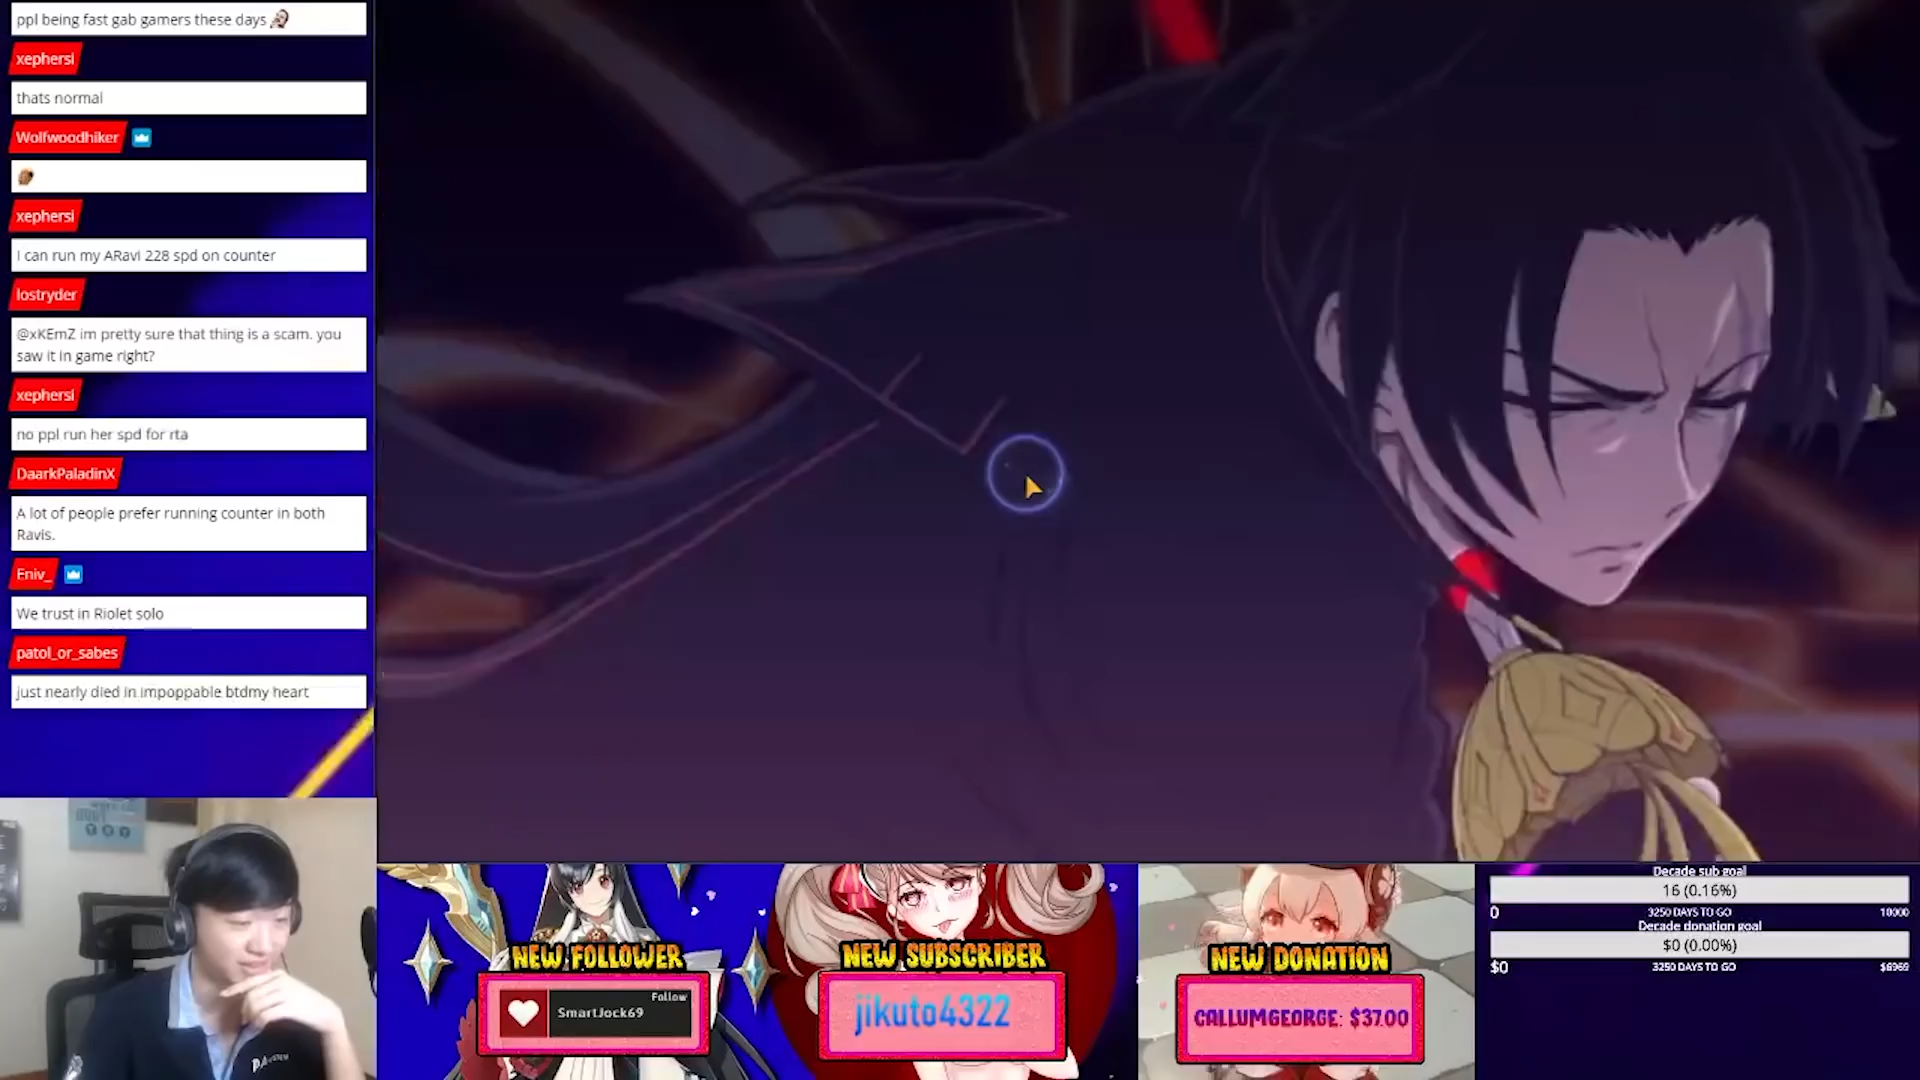 ppl being fast gab gamers these days
xephersi
thats normal
Wolfwoodhiker
xephersi
I can run my ARavi 228 spd on counter
lostryder
@xKEmZ im pretty sure that thing is a scam. you
saw it in game right?
xephersi
no ppl run her spd for rta
DaarkPaladinX
A lot of people prefer running counter in both
Ravis.
Eniv_
We trust in Riolet solo
patol_or_sabes
just nearly died in impoppable btdmy heart
NEW FOLLOWER
Follow
SmartJock69
NEW SUBSCRIBER
jikuto4322
NEW DONATION
CALLUMGEORGE: $37.00
Decade sub goal
16 (0.16%)
0 3250 DAYS TO GO 10000
Decade donation goal
$0 (0.00%)
$0 3250 DAYS TO GO $6969